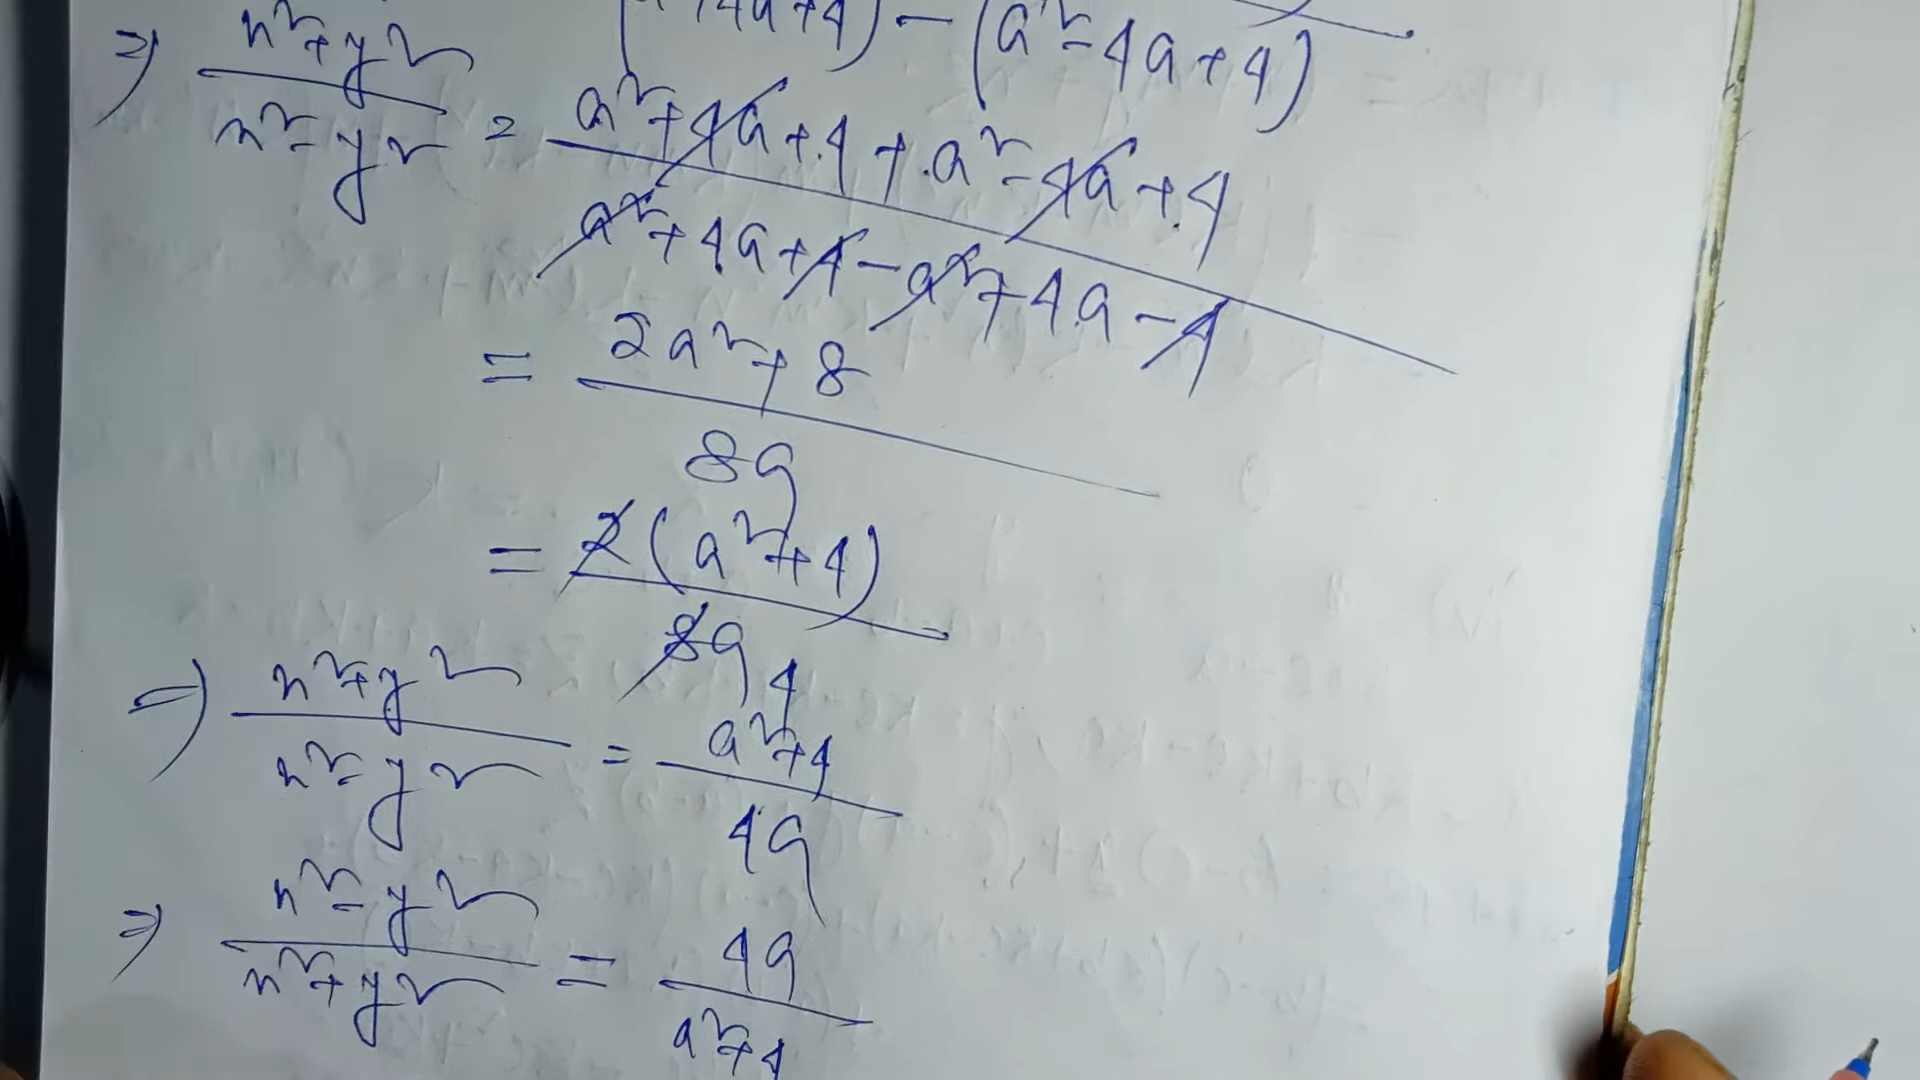 +4a+4) - (a²-4a+4)
⇒ x²+y² / x²-y² = a²+4a+4+a²-4a+4 / a²+4a+4-a²+4a-4
= 2a²+8 / 8a
= 2(a²+4) / 8a 4
⇒ x²+y² / x²-y² = a²+4 / 4a
⇒ x²-y² / x²+y² = 4a / a²+4